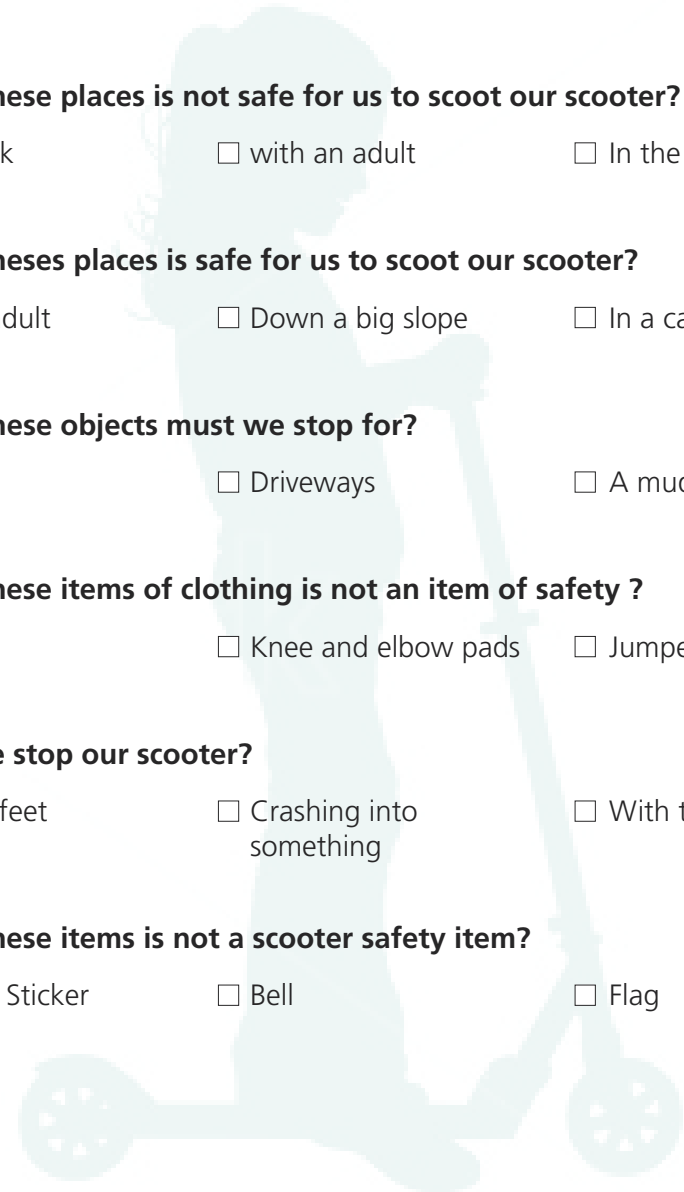 hese places is not safe for us to scoot our scooter?
k ☐ with an adult ☐ In the
heses places is safe for us to scoot our scooter?
dult ☐ Down a big slope ☐ In a ca
hese objects must we stop for?
☐ Driveways ☐ A mud
hese items of clothing is not an item of safety ?
☐ Knee and elbow pads ☐ Jumpe
e stop our scooter?
feet ☐ Crashing into ☐ With t
something
hese items is not a scooter safety item?
Sticker ☐ Bell ☐ Flag